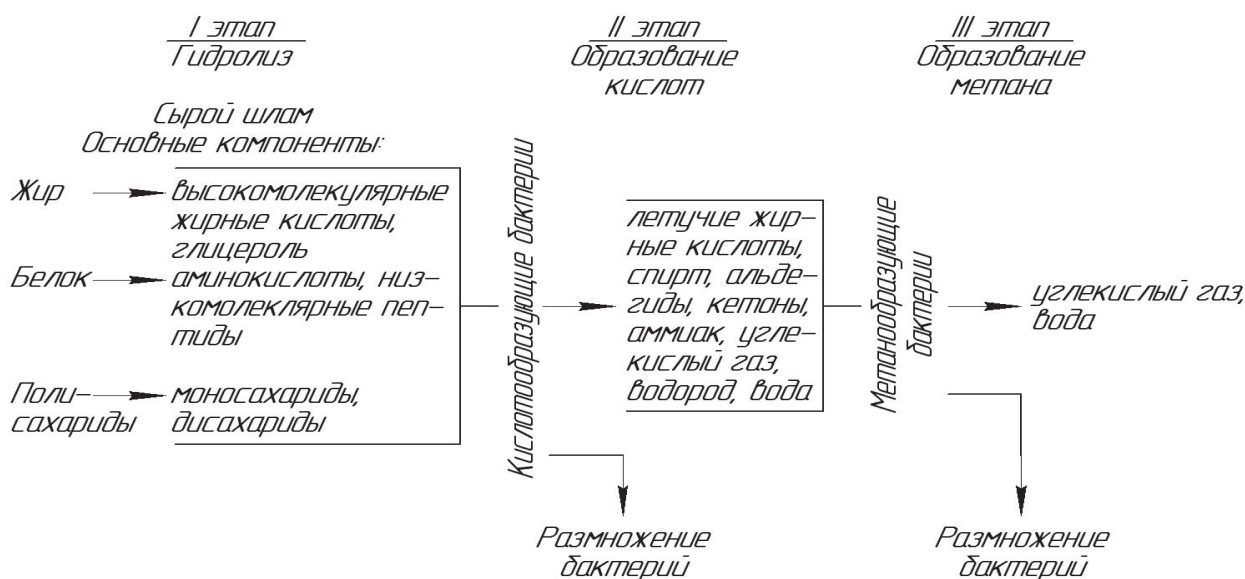 I этап
Гидролиз
II этап
Образование
кислот
III этап
Образование
метана
Сырой шлам
Основные компоненты:
Жир
высокомолекулярные
жирные кислоты,
глицероль
Белок
аминокислоты, низ-
комолеклярные пеп-
тиды
Поли-
сахариды
моносахариды,
дисахариды
Кислотообразующие бактерии
летучие жир-
ные кислоты,
спирт, альде-
гиды, кетоны,
аммиак, угле-
кислый газ,
водород, вода
Метанообразующие
бактерии
углекислый газ,
вода
Размножение
бактерий
Размножение
бактерий